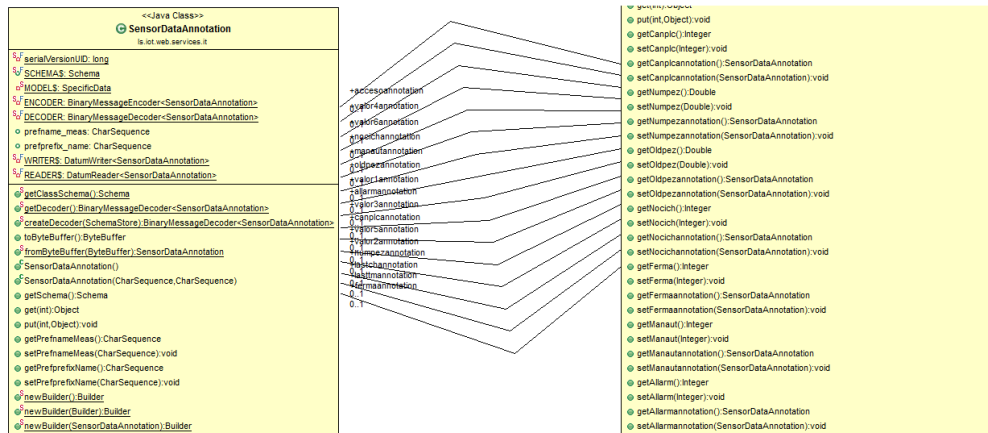 <<Java Class>>
SensorDataAnnotation
ls.iot.web.services.it
serialVersionUID: long
SCHEMA$: Schema
MODEL$: SpecificData
ENCODER: BinaryMessageEncoder<SensorDataAnnotation>
DECODER: BinaryMessageDecoder<SensorDataAnnotation>
prefname_meas: CharSequence
prefprefix_name: CharSequence
WRITER$: DatumWriter<SensorDataAnnotation>
READER$: DatumReader<SensorDataAnnotation>
getClassSchema():Schema
getDecoder():BinaryMessageDecoder<SensorDataAnnotation>
createDecoder(SchemaStore):BinaryMessageDecoder<SensorDataAnnotation>
toByteBuffer():ByteBuffer
fromByteBuffer(ByteBuffer):SensorDataAnnotation
SensorDataAnnotation()
SensorDataAnnotation(CharSequence,CharSequence)
getSchema():Schema
get(int):Object
put(int,Object):void
getPrefnameMeas():CharSequence
setPrefnameMeas(CharSequence):void
getPrefprefixName():CharSequence
setPrefprefixName(CharSequence):void
newBuilder():Builder
newBuilder(Builder):Builder
newBuilder(SensorDataAnnotation):Builder
+accesoannotation
+valor4annotation
+valor6annotation
+nocichannotation
+manautannotation
+oldpezannotation
+valor1annotation
+allarmannotation
+valor3annotation
+canplcannotation
+valor5annotation
+valor2annotation
+numpezannotation
+lastchannotation
+lasttmannotation
+fermaannotation
0..1
0..1
get(int):Object
put(int,Object):void
getCanplc():Integer
setCanplc(Integer):void
getCanplcannotation():SensorDataAnnotation
setCanplcannotation(SensorDataAnnotation):void
getNumpez():Double
setNumpez(Double):void
getNumpezannotation():SensorDataAnnotation
setNumpezannotation(SensorDataAnnotation):void
getOldpez():Double
setOldpez(Double):void
getOldpezannotation():SensorDataAnnotation
setOldpezannotation(SensorDataAnnotation):void
getNocich():Integer
setNocich(Integer):void
getNocichannotation():SensorDataAnnotation
setNocichannotation(SensorDataAnnotation):void
getFerma():Integer
setFerma(Integer):void
getFermaannotation():SensorDataAnnotation
setFermaannotation(SensorDataAnnotation):void
getManaut():Integer
setManaut(Integer):void
getManautannotation():SensorDataAnnotation
setManautannotation(SensorDataAnnotation):void
getAllarm():Integer
setAllarm(Integer):void
getAllarmannotation():SensorDataAnnotation
setAllarmannotation(SensorDataAnnotation):void